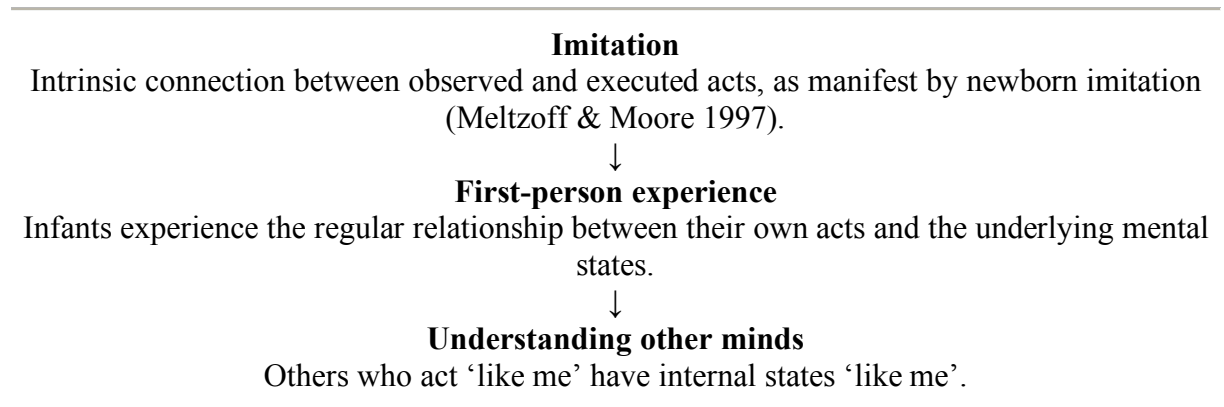 Imitation
Intrinsic connection between observed and executed acts, as manifest by newborn imitation
(Meltzoff & Moore 1997).
↓
First-person experience
Infants experience the regular relationship between their own acts and the underlying mental
states.
↓
Understanding other minds
Others who act ‘like me’ have internal states ‘like me’.